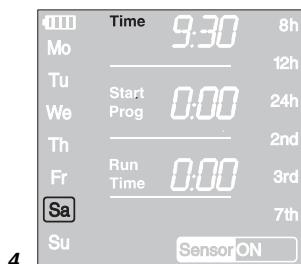 Time 9:30 8h
Mo
12h
Tu
Start
Prog 0:00 24h
We
Th 2nd
Run
Time 0:00 3rd
Fr
Sa 7th
Su Sensor ON
4